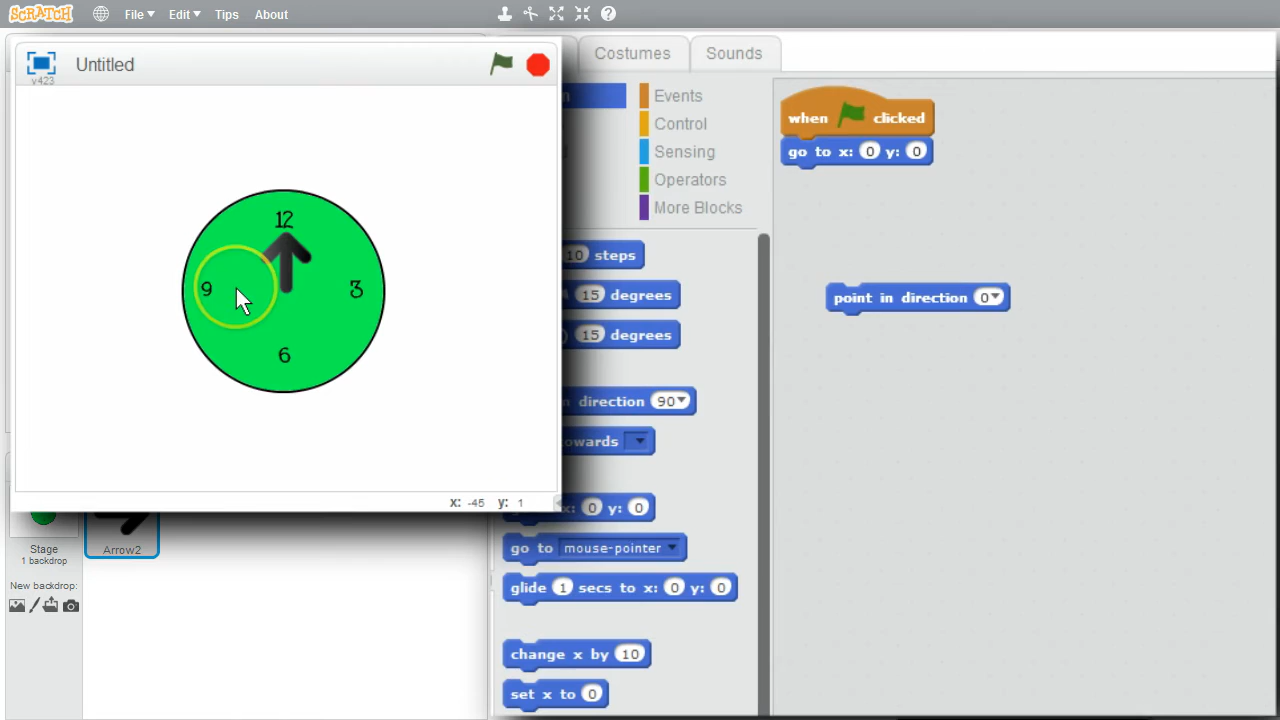 SCRATCH File Edit Tips About
Untitled
v423
12
9
3
6
x: -45 y: 1
Stage
1 backdrop
New backdrop:
Arrow2
Costumes
Sounds
Events
Control
Sensing
Operators
More Blocks
10 steps
15 degrees
15 degrees
direction 90
owards
x: 0 y: 0
go to mouse-pointer
glide 1 secs to x: 0 y: 0
change x by 10
set x to 0
when clicked
go to x: 0 y: 0
point in direction 0